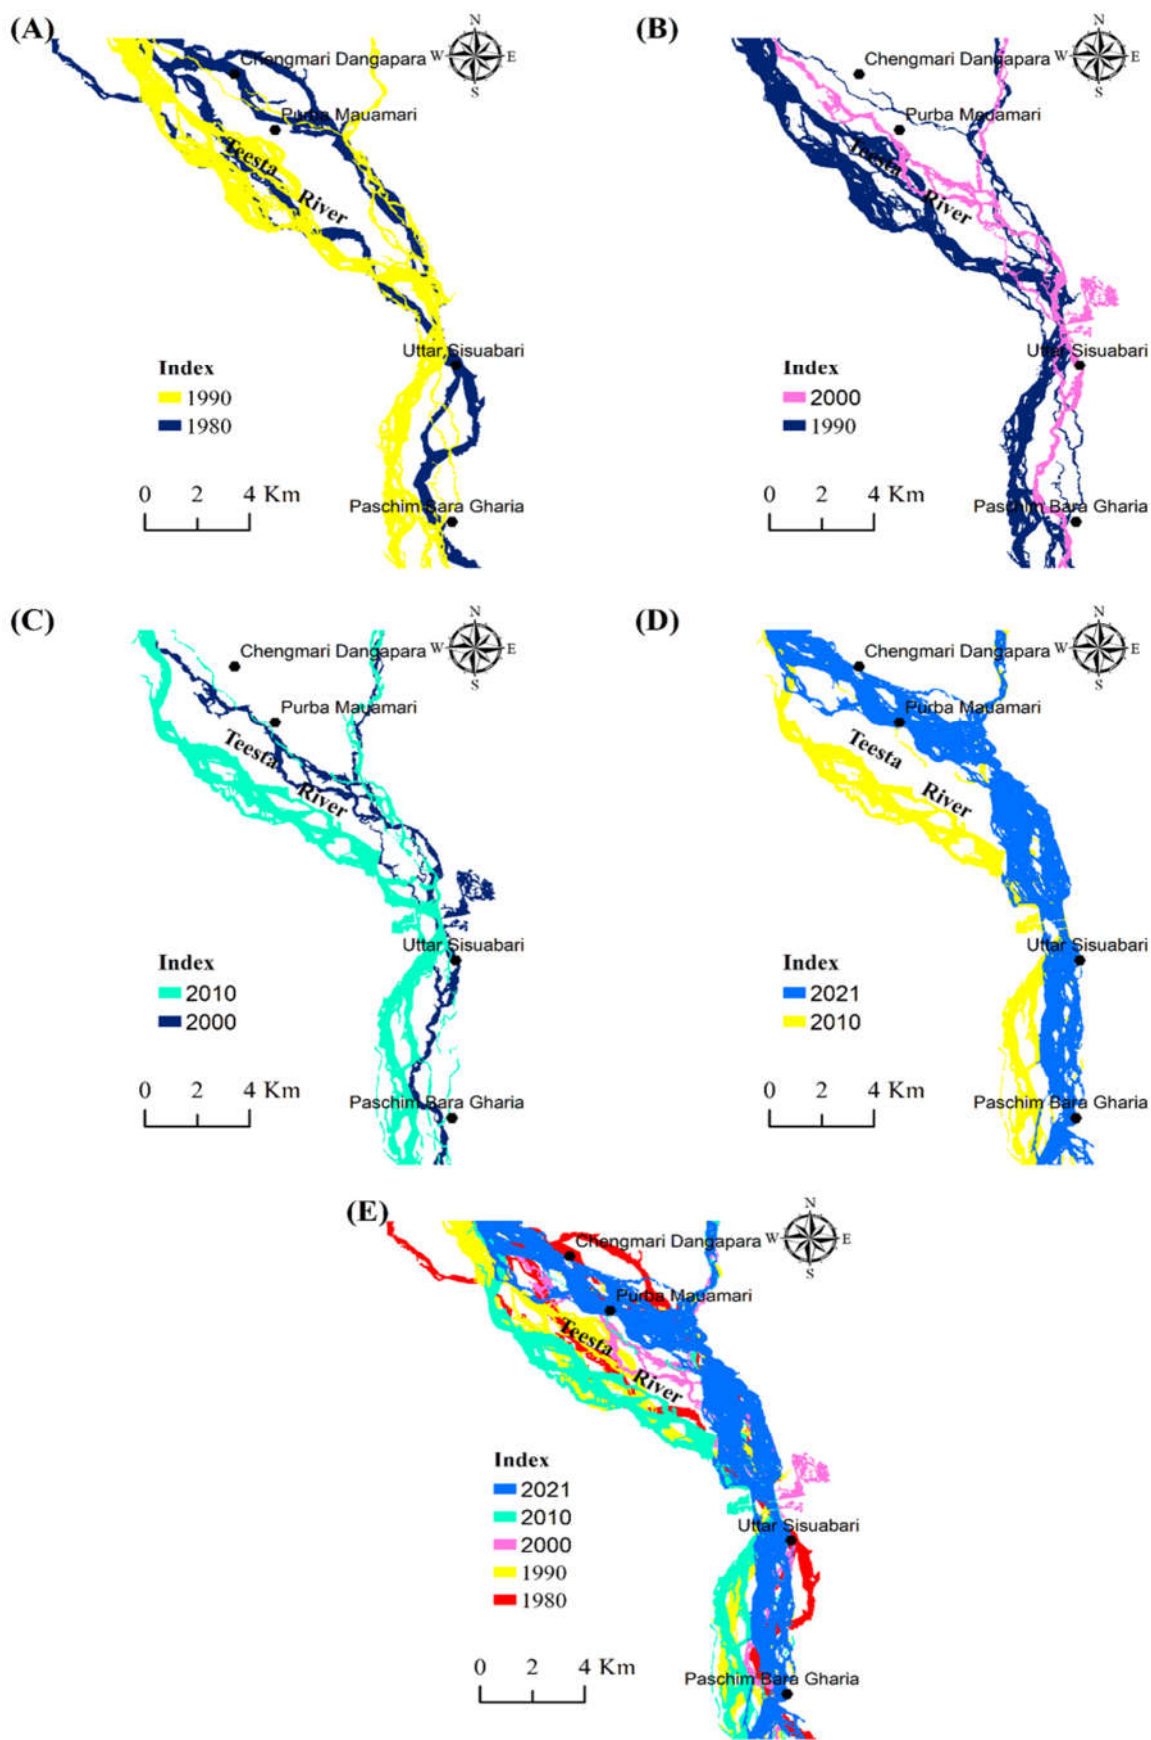 (A)
N
W
E
S
Chengmari Dangapara
Purba Mauamari
Teesta
River
Uttar Sisuabari
Index
1990
1980
0 2 4 Km
Paschim Bara Gharia
(B)
N
W
E
S
Chengmari Dangapara
Purba Mauamari
Teesta
River
Uttar Sisuabari
Index
2000
1990
0 2 4 Km
Paschim Bara Gharia
(C)
N
W
E
S
Chengmari Dangapara
Purba Mauamari
Teesta
River
Uttar Sisuabari
Index
2010
2000
0 2 4 Km
Paschim Bara Gharia
(D)
N
W
E
S
Chengmari Dangapara
Purba Mauamari
Teesta
River
Uttar Sisuabari
Index
2021
2010
0 2 4 Km
Paschim Bara Gharia
(E)
N
W
E
S
Chengmari Dangapara
Purba Mauamari
Teesta
River
Index
2021
2010
2000
1990
1980
Uttar Sisuabari
0 2 4 Km
Paschim Bara Gharia